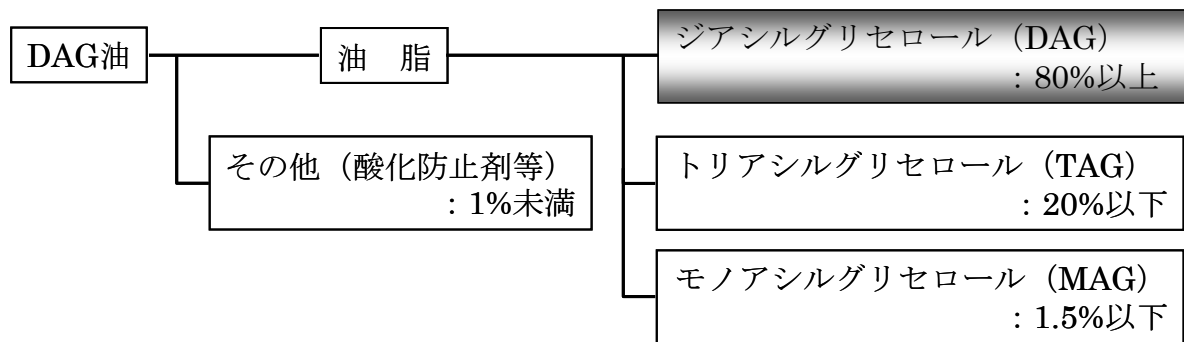 DAG油
油　脂
ジアシルグリセロール（DAG）
：80%以上
その他（酸化防止剤等）
：1%未満
トリアシルグリセロール（TAG）
：20%以下
モノアシルグリセロール（MAG）
：1.5%以下